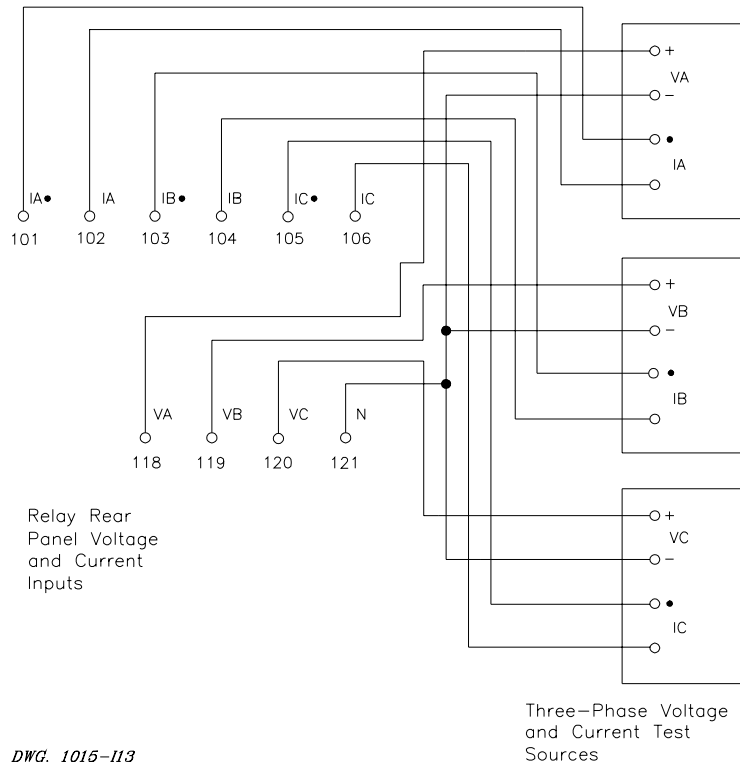 +
VA
−
•
IA
IA• IA IB• IB IC• IC
101 102 103 104 105 106
+
VB
−
•
IB
VA VB VC N
118 119 120 121
+
VC
−
•
IC
Relay Rear
Panel Voltage
and Current
Inputs
Three−Phase Voltage
and Current Test
Sources
DWG. 1015−I13